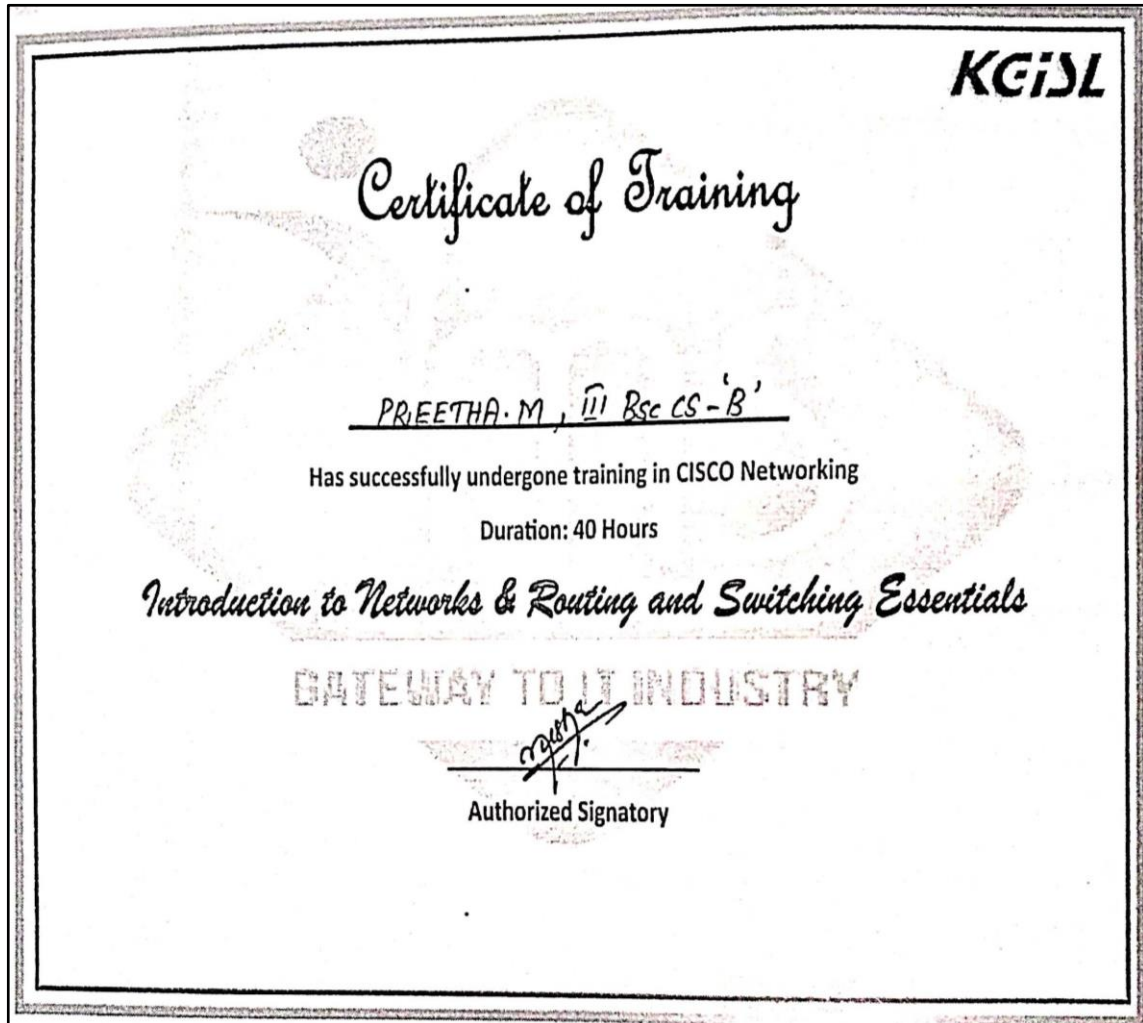 KGiSL
Certificate of Training
PREETHA.M, III BSc CS-'B'
Has successfully undergone training in CISCO Networking
Duration: 40 Hours
Introduction to Networks & Routing and Switching Essentials
GATEWAY TO IT INDUSTRY
Authorized Signatory